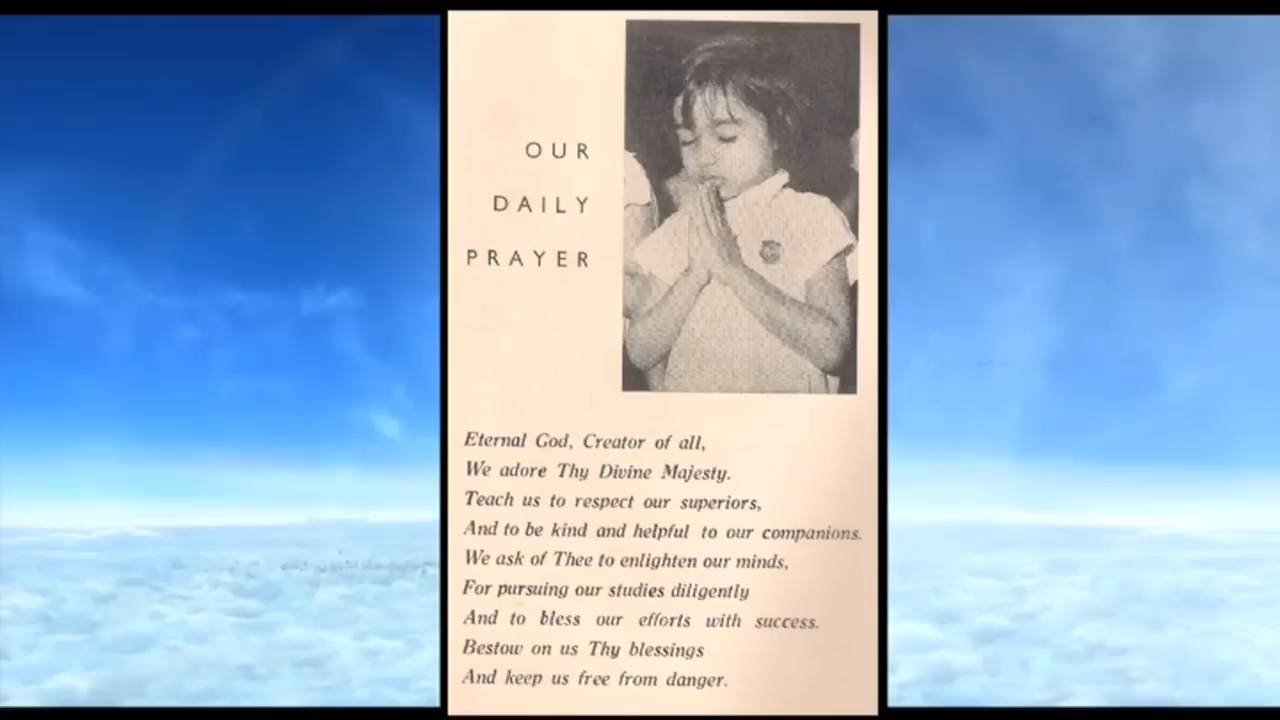 OUR
DAILY
PRAYER
Eternal God, Creator of all,
We adore Thy Divine Majesty.
Teach us to respect our superiors,
And to be kind and helpful to our companions.
We ask of Thee to enlighten our minds,
For pursuing our studies diligently
And to bless our efforts with success.
Bestow on us Thy blessings
And keep us free from danger.